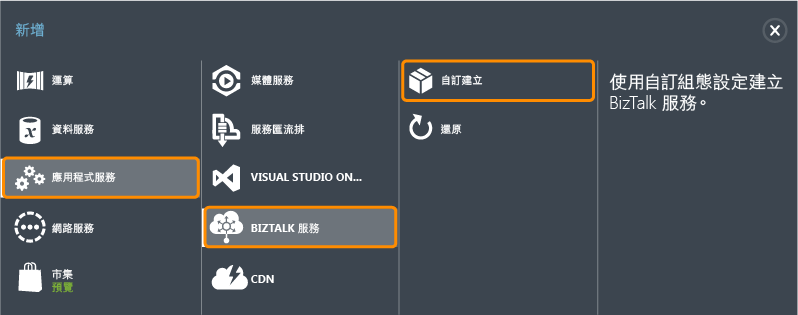 新增
運算
資料服務
應用程式服務
網路服務
市集
預覽
媒體服務
服務匯流排
VISUAL STUDIO ON...
BIZTALK 服務
CDN
自訂建立
還原
使用自訂組態設定建立
BizTalk 服務。